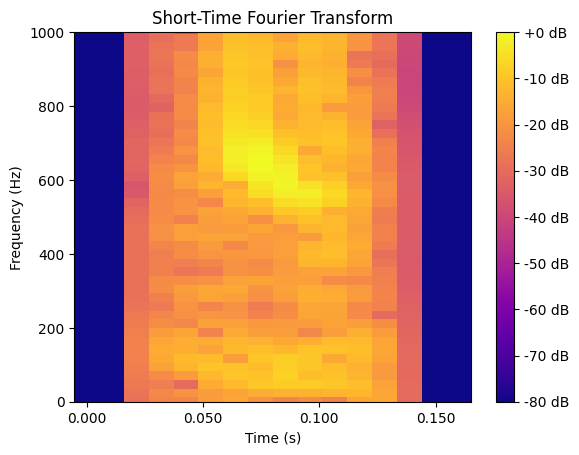 Short-Time Fourier Transform
1000
800
600
400
200
0
Frequency (Hz)
0.000
0.050
0.100
0.150
Time (s)
+0 dB
-10 dB
-20 dB
-30 dB
-40 dB
-50 dB
-60 dB
-70 dB
-80 dB